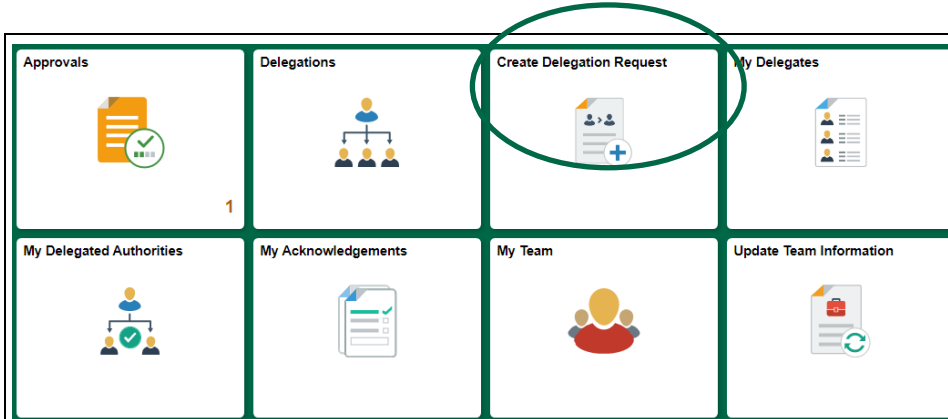 Approvals
Delegations
Create Delegation Request
My Delegates
1
My Delegated Authorities
My Acknowledgements
My Team
Update Team Information